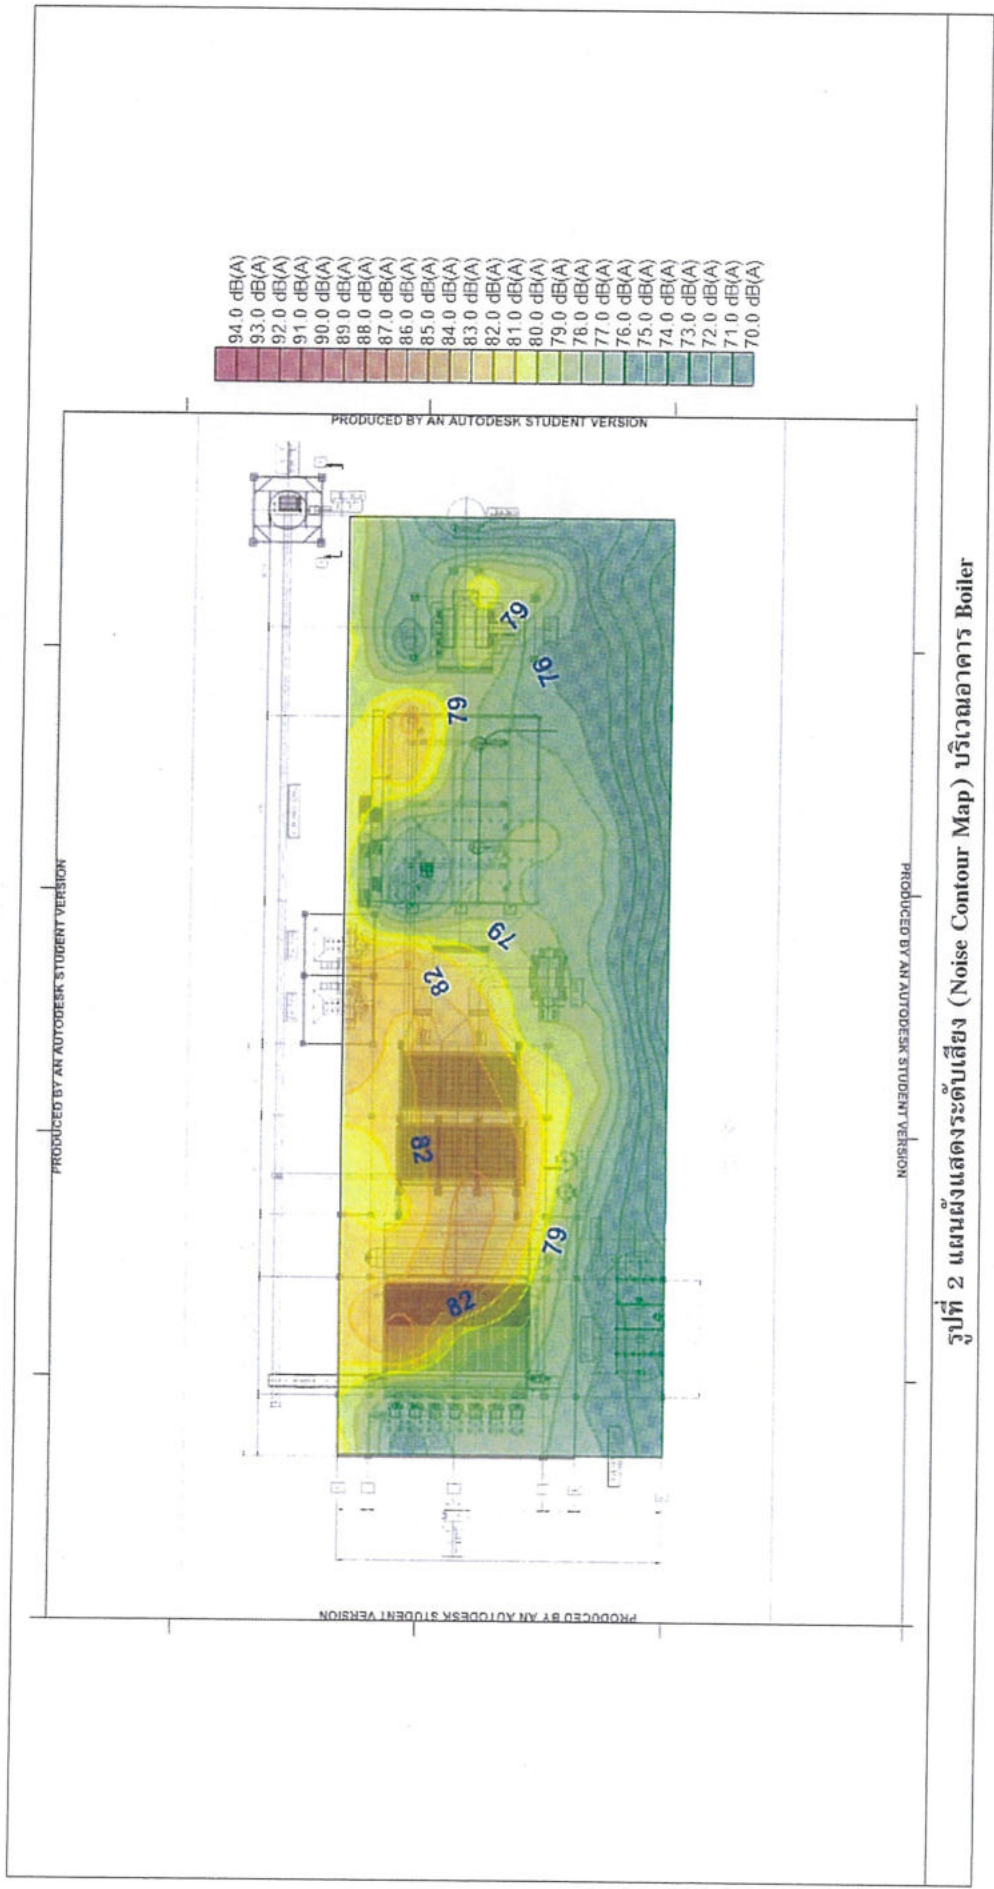 94.0 dB(A)
93.0 dB(A)
92.0 dB(A)
91.0 dB(A)
90.0 dB(A)
89.0 dB(A)
88.0 dB(A)
87.0 dB(A)
86.0 dB(A)
85.0 dB(A)
84.0 dB(A)
83.0 dB(A)
82.0 dB(A)
81.0 dB(A)
80.0 dB(A)
79.0 dB(A)
78.0 dB(A)
77.0 dB(A)
76.0 dB(A)
75.0 dB(A)
74.0 dB(A)
73.0 dB(A)
72.0 dB(A)
71.0 dB(A)
70.0 dB(A)
PRODUCED BY AN AUTODESK STUDENT VERSION
PRODUCED BY AN AUTODESK STUDENT VERSION
PRODUCED BY AN AUTODESK STUDENT VERSION
PRODUCED BY AN AUTODESK STUDENT VERSION
79
76
79
79
82
82
79
82
รูปที่ 2 แผนผังแสดงระดับเสียง (Noise Contour Map) บริเวณอาคาร Boiler